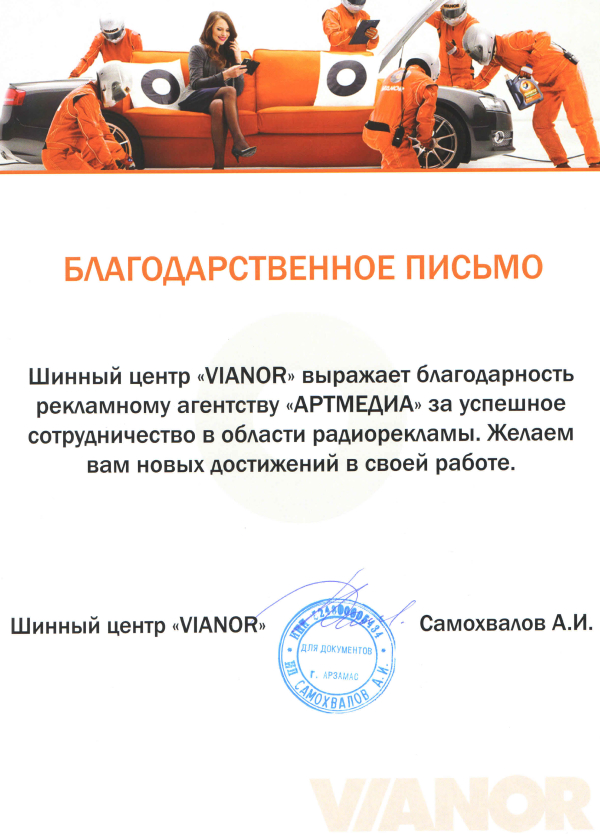 БЛАГОДАРСТВЕННОЕ ПИСЬМО
Шинный центр «VIANOR» выражает благодарность
рекламному агентству «АРТМЕДИА» за успешное
сотрудничество в области радиорекламы. Желаем
вам новых достижений в своей работе.
Шинный центр «VIANOR»
ДЛЯ ДОКУМЕНТОВ
г. АРЗАМАС
ИП САМОХВАЛОВ А.И.
Самохвалов А.И.
VIANOR